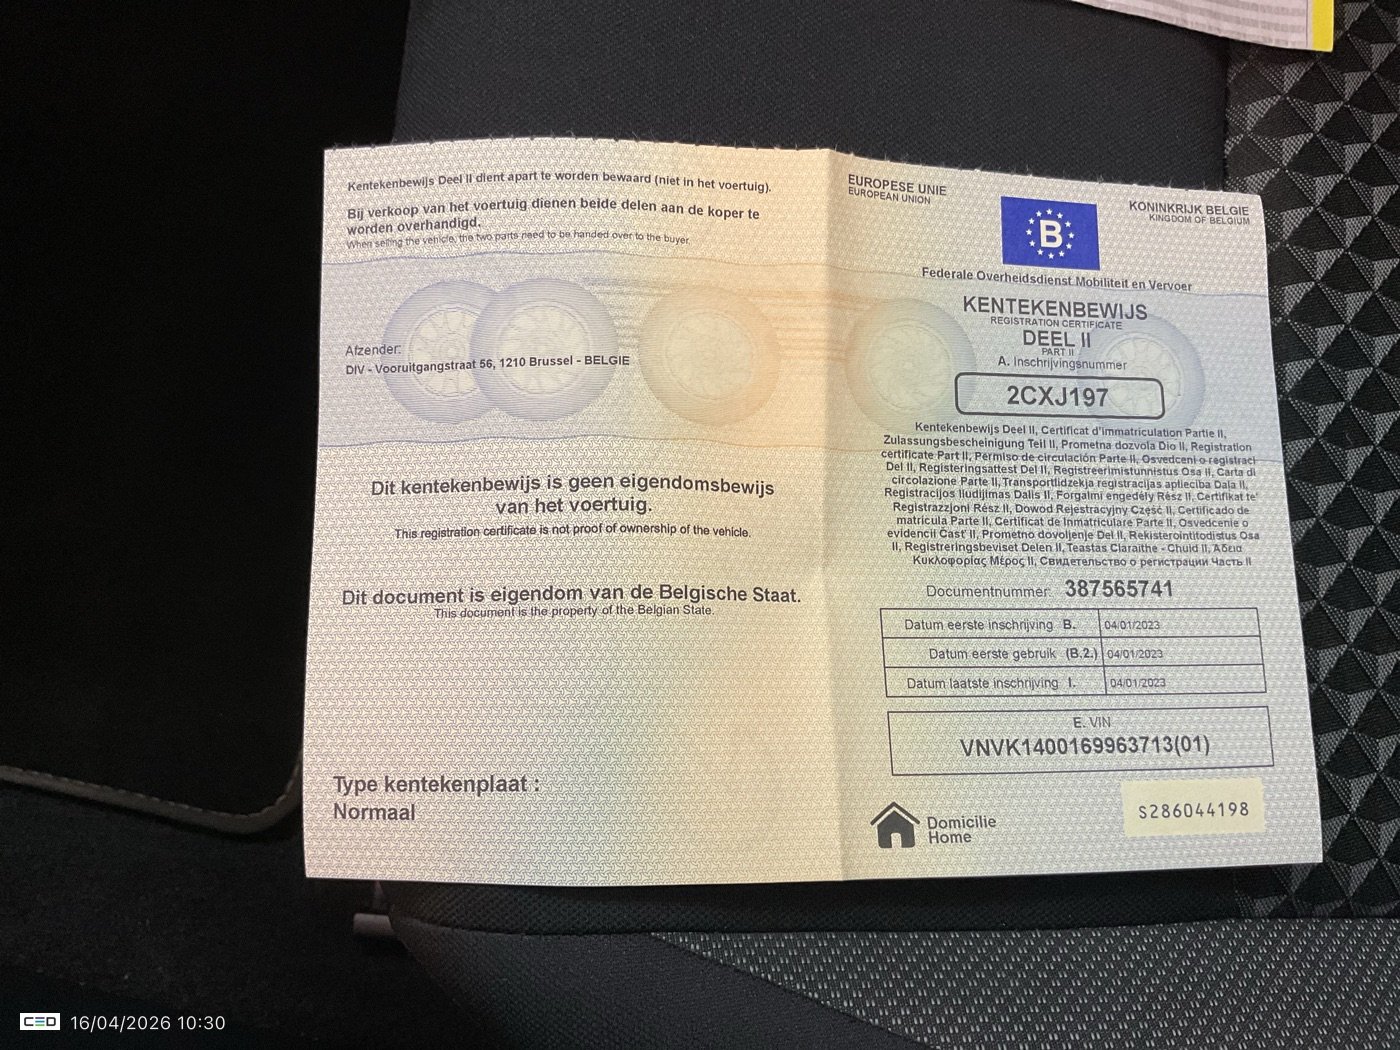 Kentekenbewijs Deel II dient apart te worden bewaard (niet in het voertuig).
Bij verkoop van het voertuig dienen beide delen aan de koper te
worden overhandigd.
When selling the vehicle, the two parts need to be handed over to the buyer
Afzender:
DIV - Vooruitgangstraat 56, 1210 Brussel - BELGIE
Dit kentekenbewijs is geen eigendomsbewijs
van het voertuig.
This registration certificate is not proof of ownership of the vehicle.
Dit document is eigendom van de Belgische Staat.
This document is the property of the Belgian State.
Type kentekenplaat :
Normaal
EUROPESE UNIE
EUROPEAN UNION
B
KONINKRIJK BELGIE
KINGDOM OF BELGIUM
Federale Overheidsdienst Mobiliteit en Vervoer
KENTEKENBEWIJS
REGISTRATION CERTIFICATE
DEEL II
PART II
A. Inschrijvingsnummer
2CXJ197
Kentekenbewijs Deel II, Certificat d'immatriculation Partie II,
Zulassungsbescheinigung Teil II, Prometna dozvola Dio II, Registration
certificate Part II, Permiso de circulación Parte II, Osvedceni o registraci
Del II, Registeringsattest Del II, Registreerimistunnistus Osa II, Carta di
circolazione Parte II, Transportlidzekja registracijas aplieciba Daļa II,
Registracijos liudijimas Dalis II, Forgalmi engedély Rész II, Certifikat ta'
Registrazzjoni Rész II, Dowod Rejestracyjny Część II, Certificado de
matricula Parte II, Certificat de Inmatriculare Parte II, Osvedcenie o
evidencii Časť II, Prometno dovoljenje Del II, Rekisterointitodistus Osa
II, Registreringsbeviset Delen II, Teastas Claraithe - Chuid II, Άδεια
Κυκλοφορίας Μέρος II, Свидетельство о регистрации Часть II
Documentnummer: 387565741
Datum eerste inschrijving B. 04/01/2023
Datum eerste gebruik (B.2.) 04/01/2023
Datum laatste inschrijving I. 04/01/2023
E. VIN
VNVK1400169963713(01)
Domicilie
Home
S286044198
CED 16/04/2026 10:30